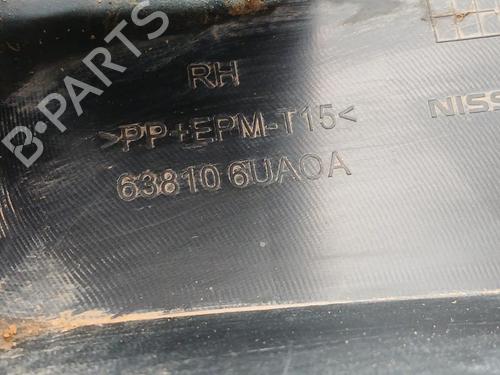 RH
>PP+EPM-T15<
63810 6UA0A
NISS
B-PARTS